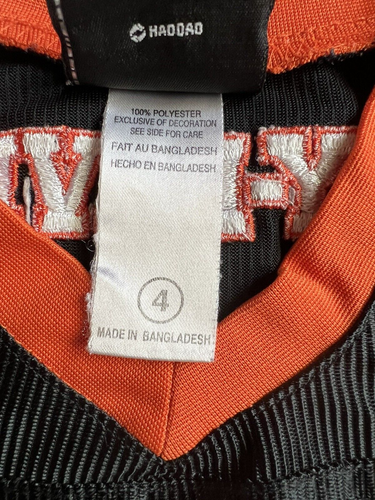 HADDAD
100% POLYESTER
EXCLUSIVE OF DECORATION
SEE SIDE FOR CARE
FAIT AU BANGLADESH
HECHO EN BANGLADESH
4
MADE IN BANGLADESH